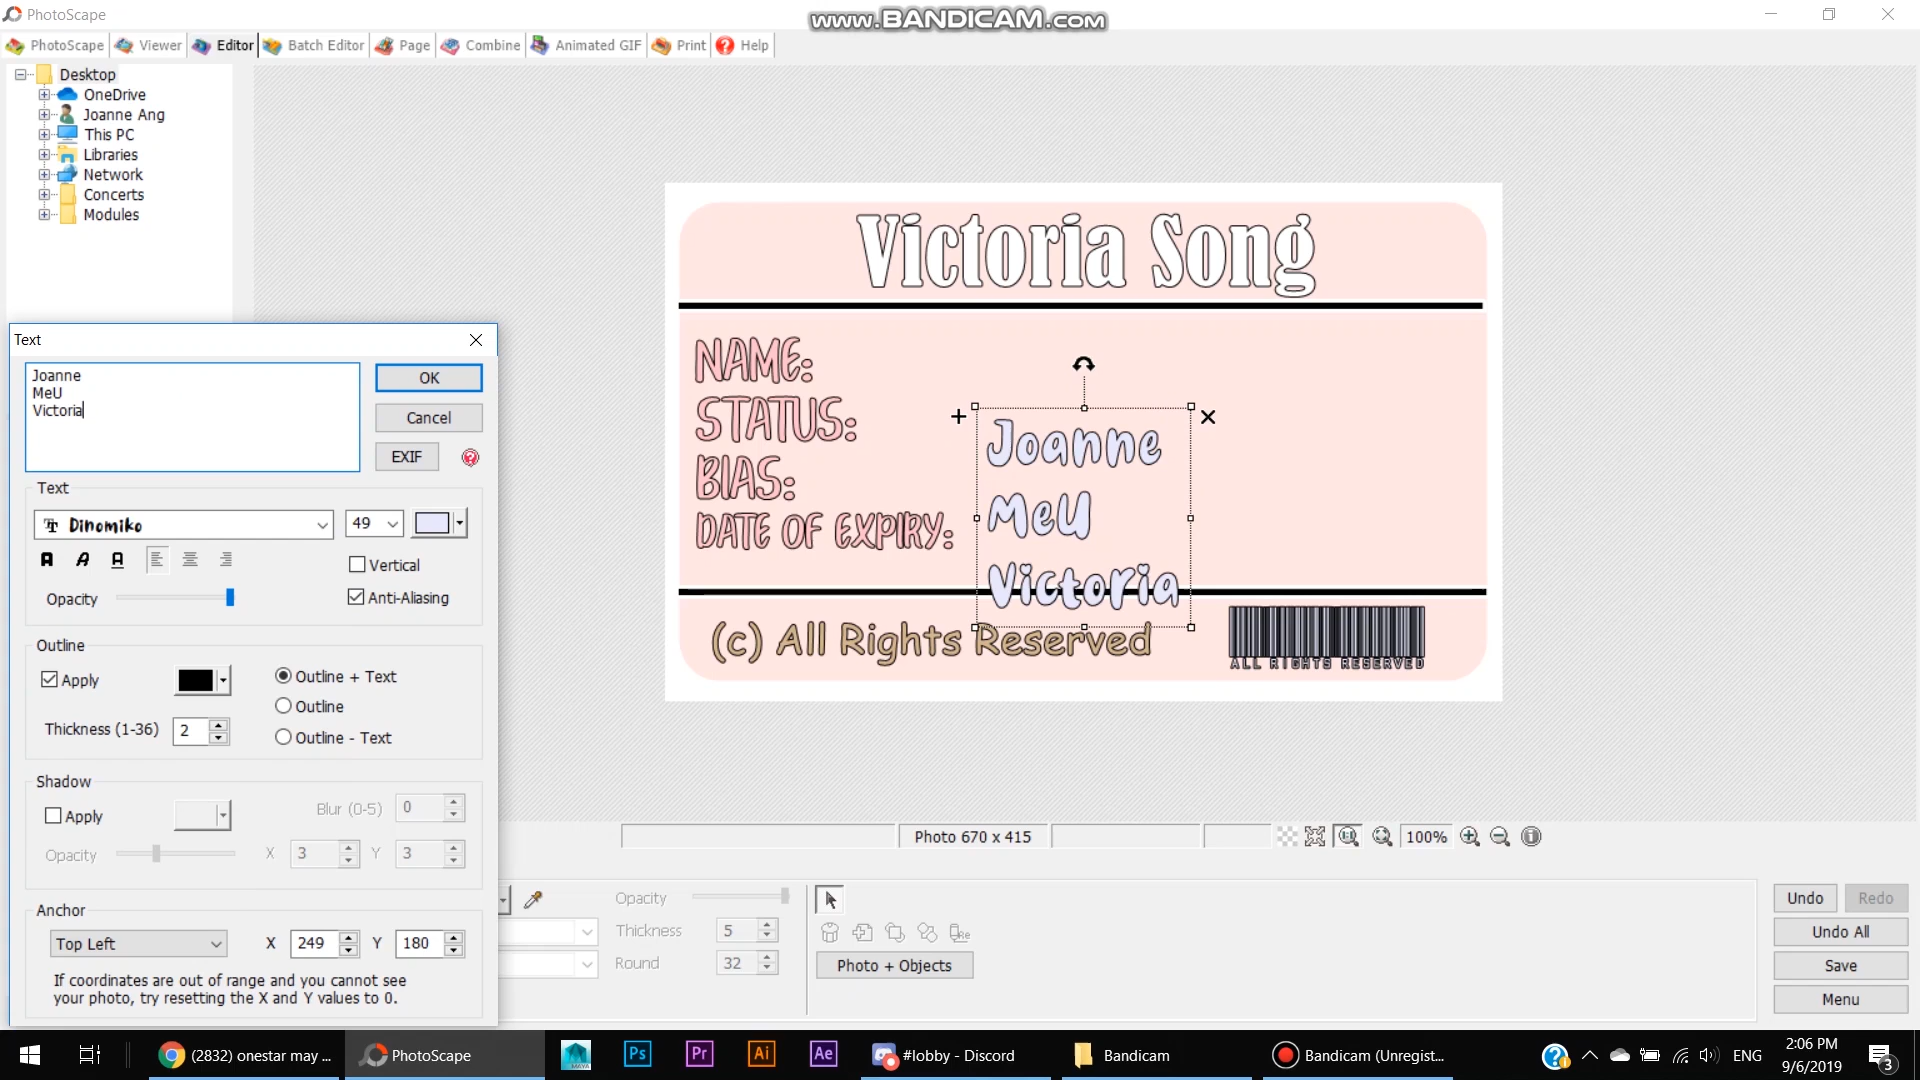 PhotoScape
www.BANDICAM.com
PhotoScape Viewer Editor Batch Editor Page Combine Animated GIF Print Help
Desktop
OneDrive
Joanne Ang
This PC
Libraries
Network
Concerts
Modules
Victoria Song
NAME:
STATUS:
BIAS:
DATE OF EXPIRY:
Joanne
MeU
Victoria
(c) All Rights Reserved
ALL RIGHTS RESERVED
Text
Joanne
MeU
Victoria
OK
Cancel
EXIF
Text
Dinomiko 49
A A A
Vertical
Opacity
Anti-Aliasing
Outline
Apply
Outline + Text
Outline
Thickness (1-36) 2
Outline - Text
Shadow
Apply
Blur (0-5) 0
Opacity X 3 Y 3
Anchor
Top Left X 249 Y 180
If coordinates are out of range and you cannot see
your photo, try resetting the X and Y values to 0.
Photo 670 x 415
100%
Opacity
Thickness 5
Round 32
Photo + Objects
Undo Redo
Undo All
Save
Menu
(2832) onestar may ...
PhotoScape
MAYA
Ps
Pr
Ai
Ae
#lobby - Discord
Bandicam
Bandicam (Unregist...
ENG
2:06 PM
9/6/2019
3